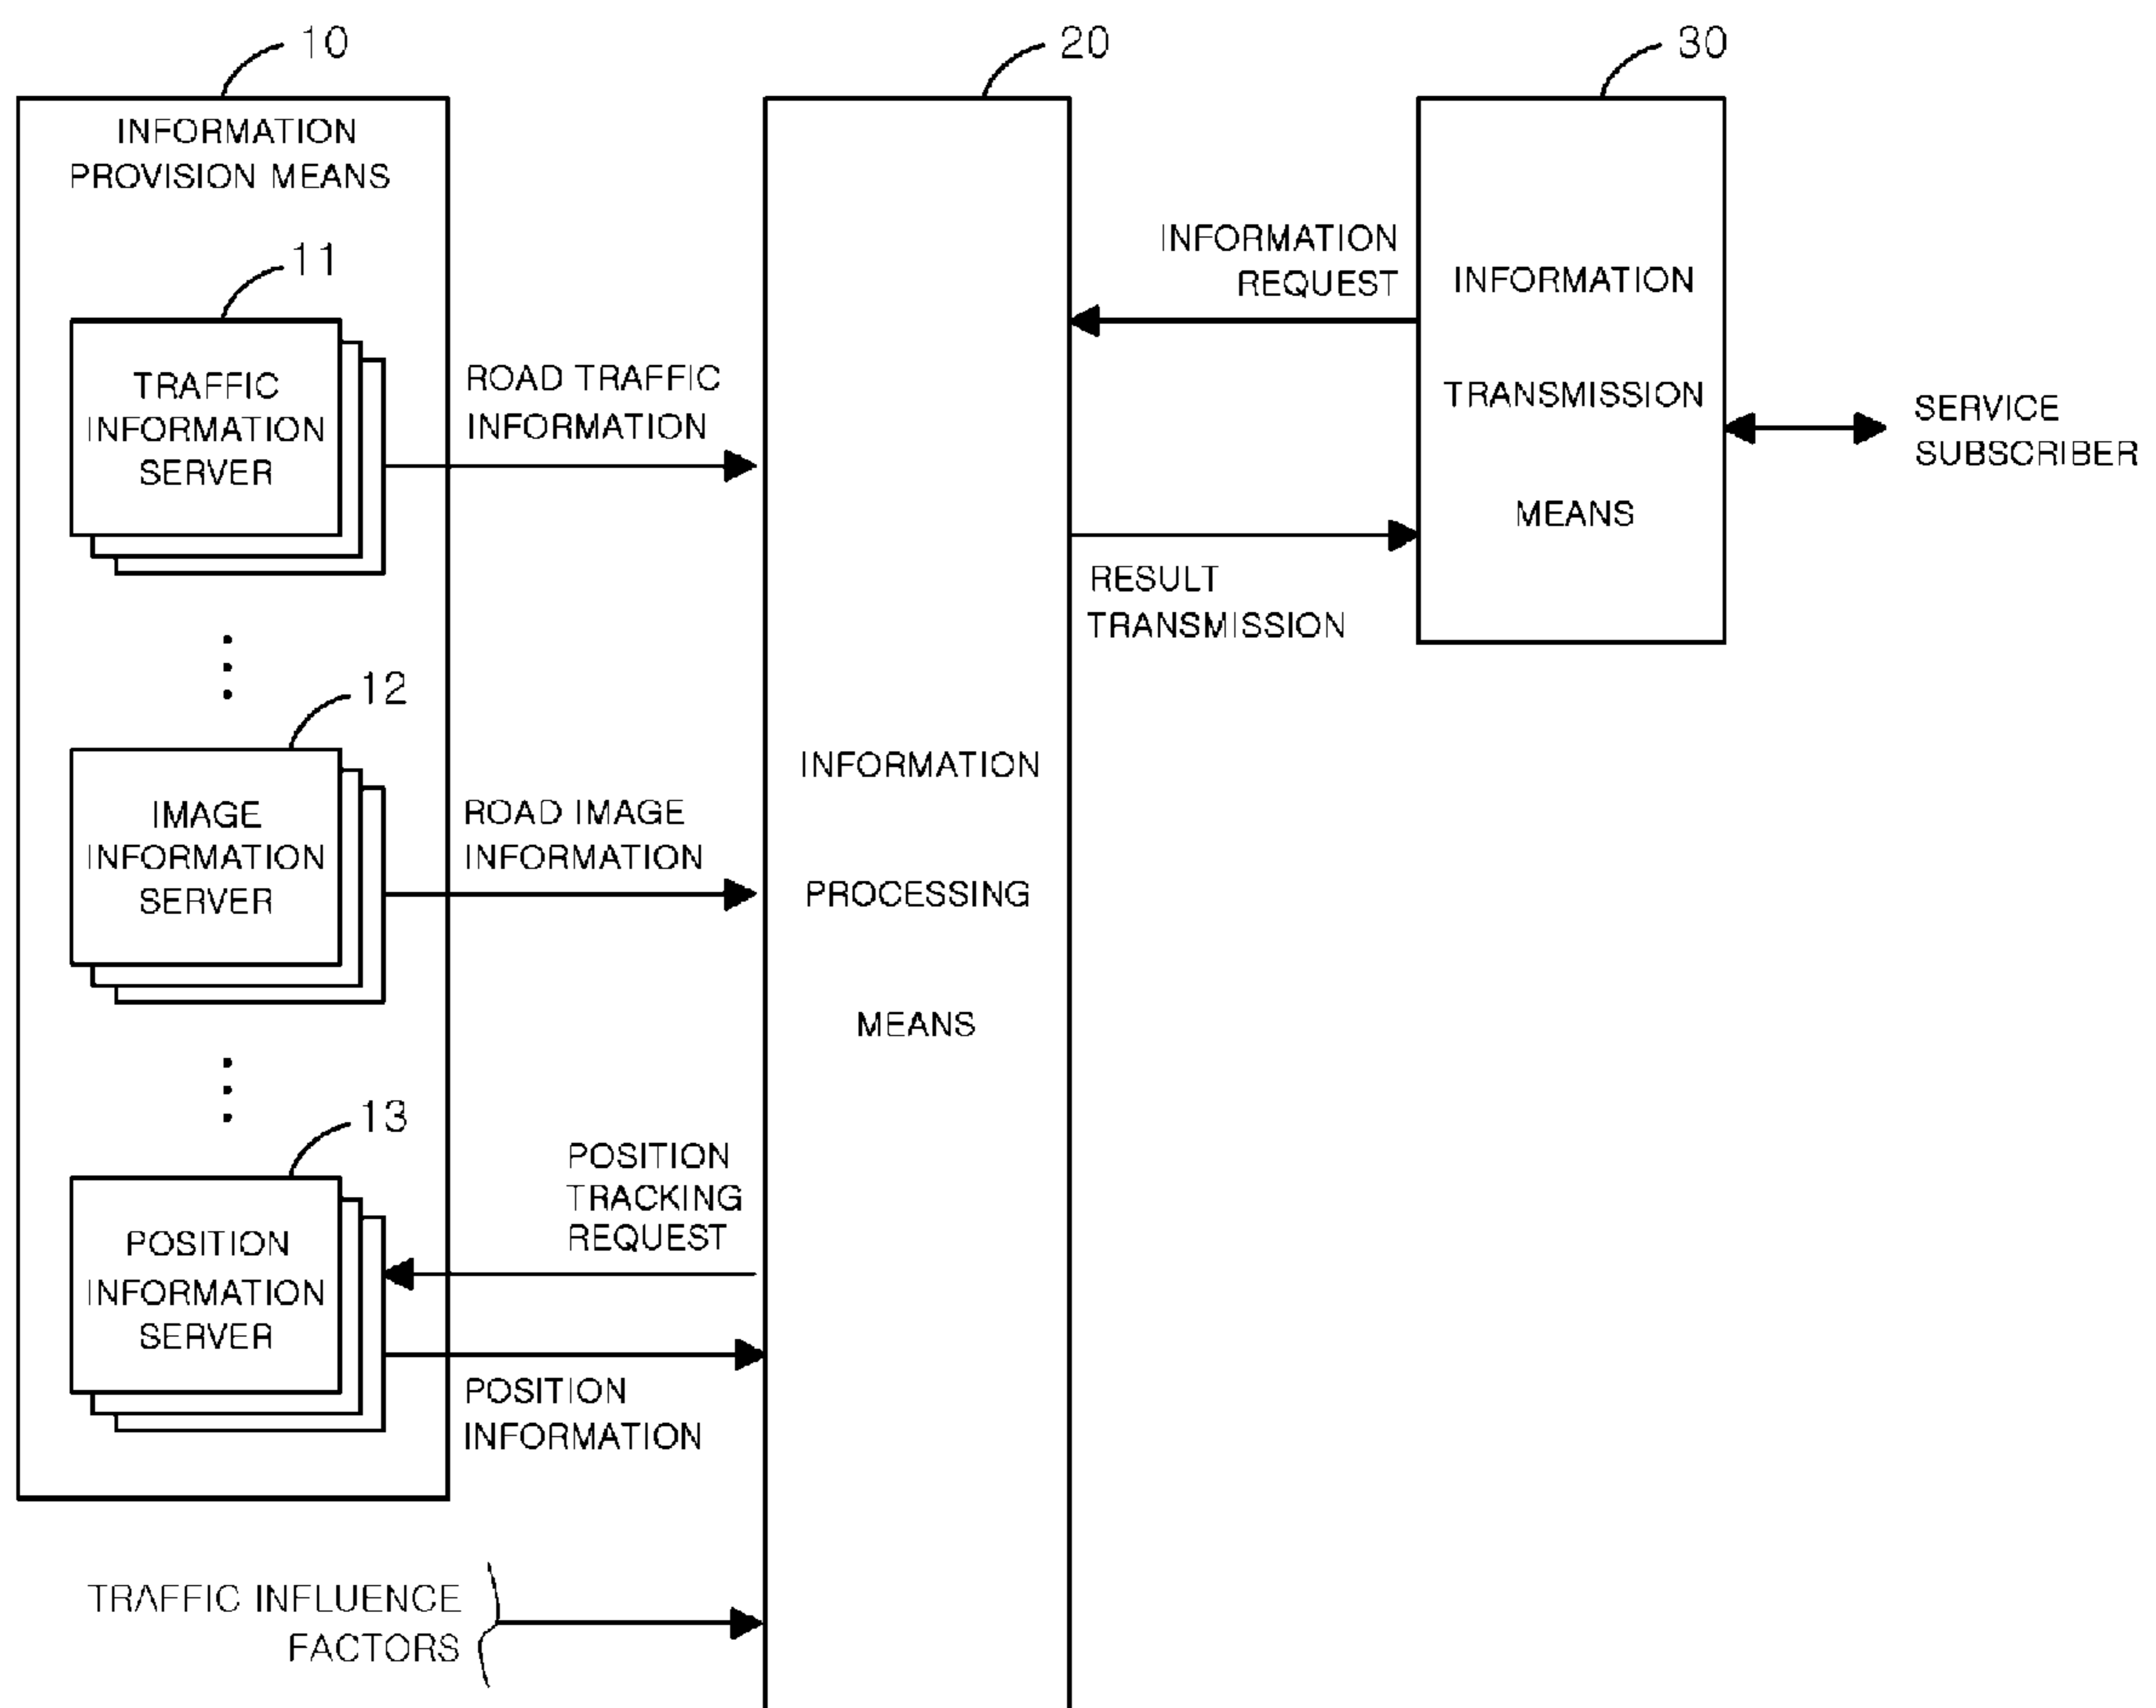 10
INFORMATION
PROVISION MEANS
11
TRAFFIC
INFORMATION
SERVER
12
IMAGE
INFORMATION
SERVER
13
POSITION
INFORMATION
SERVER
ROAD TRAFFIC
INFORMATION
ROAD IMAGE
INFORMATION
POSITION
TRACKING
REQUEST
POSITION
INFORMATION
TRAFFIC INFLUENCE
FACTORS
20
INFORMATION
PROCESSING
MEANS
INFORMATION
REQUEST
RESULT
TRANSMISSION
30
INFORMATION
TRANSMISSION
MEANS
SERVICE
SUBSCRIBER